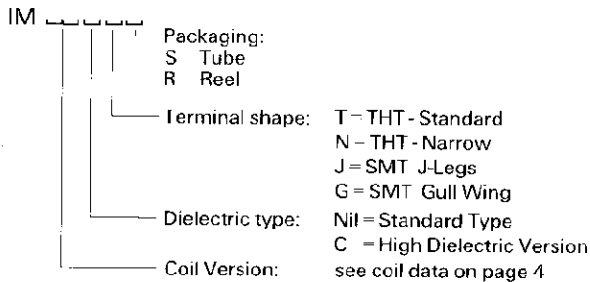 IM
Packaging:
S Tube
R Reel
Terminal shape: T = THT - Standard
N - THT - Narrow
J = SMT J-Legs
G = SMT Gull Wing
Dielectric type: Nil = Standard Type
C = High Dielectric Version
Coil Version: see coil data on page 4